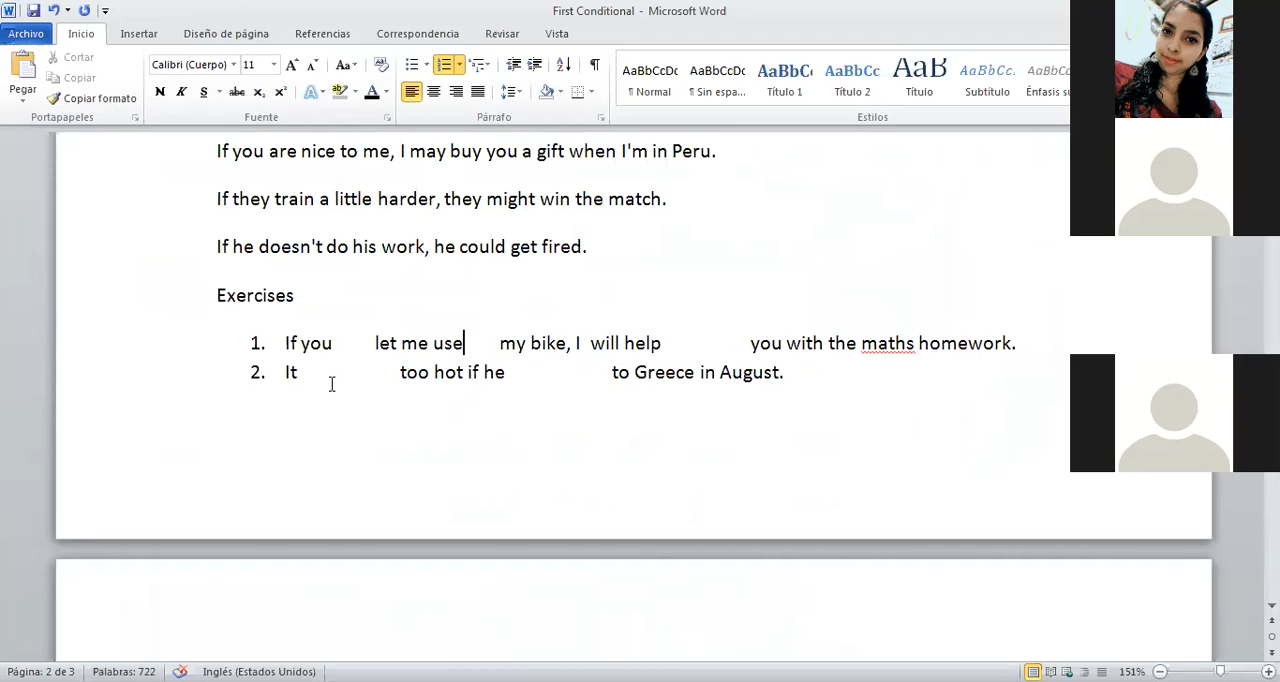 First Conditional - Microsoft Word
Archivo Inicio Insertar Diseño de página Referencias Correspondencia Revisar Vista
Pegar
Cortar
Copiar
Copiar formato
Portapapeles
Calibri (Cuerpo) 11
N K S abc x₂ x²
Fuente
Párrafo
AaBbCcDc AaBbCcDc AaBbC AaBbCc AaB AaBbCc. AaBbCc
¶ Normal ¶ Sin espa... Título 1 Título 2 Título Subtítulo Énfasis su
Estilos
If you are nice to me, I may buy you a gift when I'm in Peru.
If they train a little harder, they might win the match.
If he doesn't do his work, he could get fired.
Exercises
1. If you let me use my bike, I will help you with the maths homework.
2. It too hot if he to Greece in August.
Página: 2 de 3 Palabras: 722 Inglés (Estados Unidos) 151%